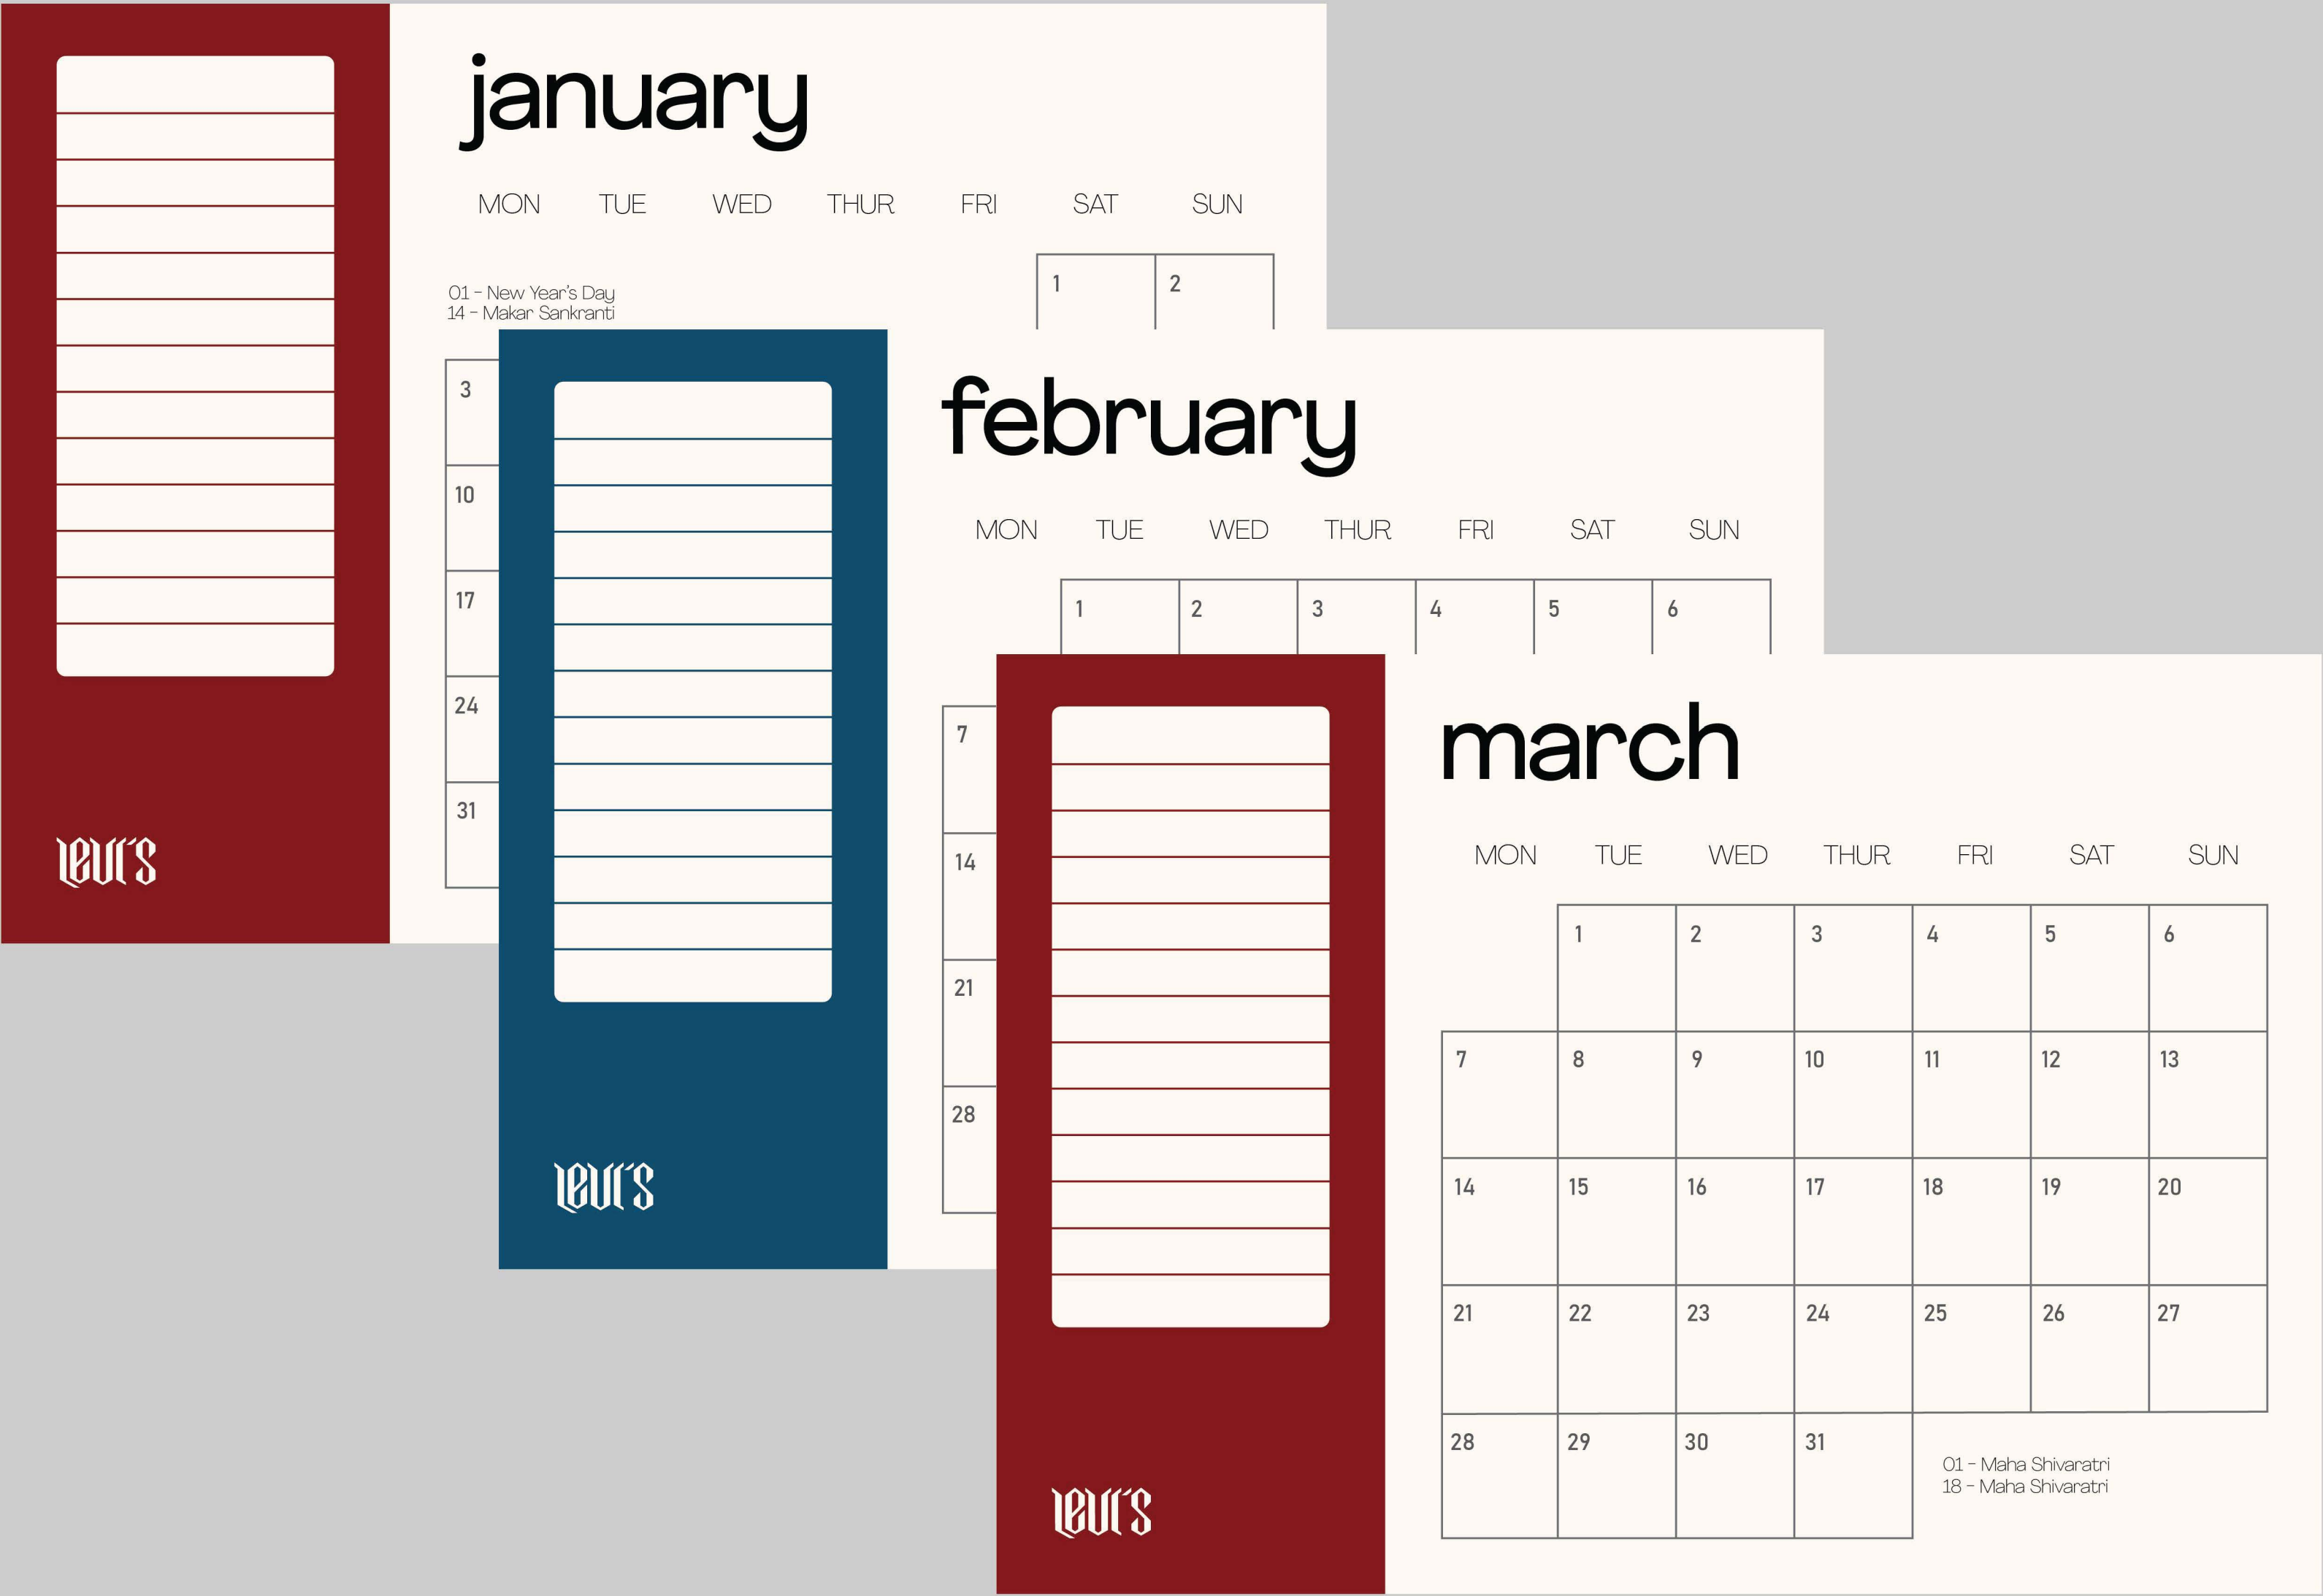 january
MON TUE WED THUR FRI SAT SUN
1 2
01 - New Year's Day
14 - Makar Sankranti
3
10
17
24
31
Levi's
february
MON TUE WED THUR FRI SAT SUN
1 2 3 4 5 6
7
14
21
28
Levi's
march
MON TUE WED THUR FRI SAT SUN
1 2 3 4 5 6
7 8 9 10 11 12 13
14 15 16 17 18 19 20
21 22 23 24 25 26 27
28 29 30 31
01 - Maha Shivaratri
18 - Maha Shivaratri
Levi's